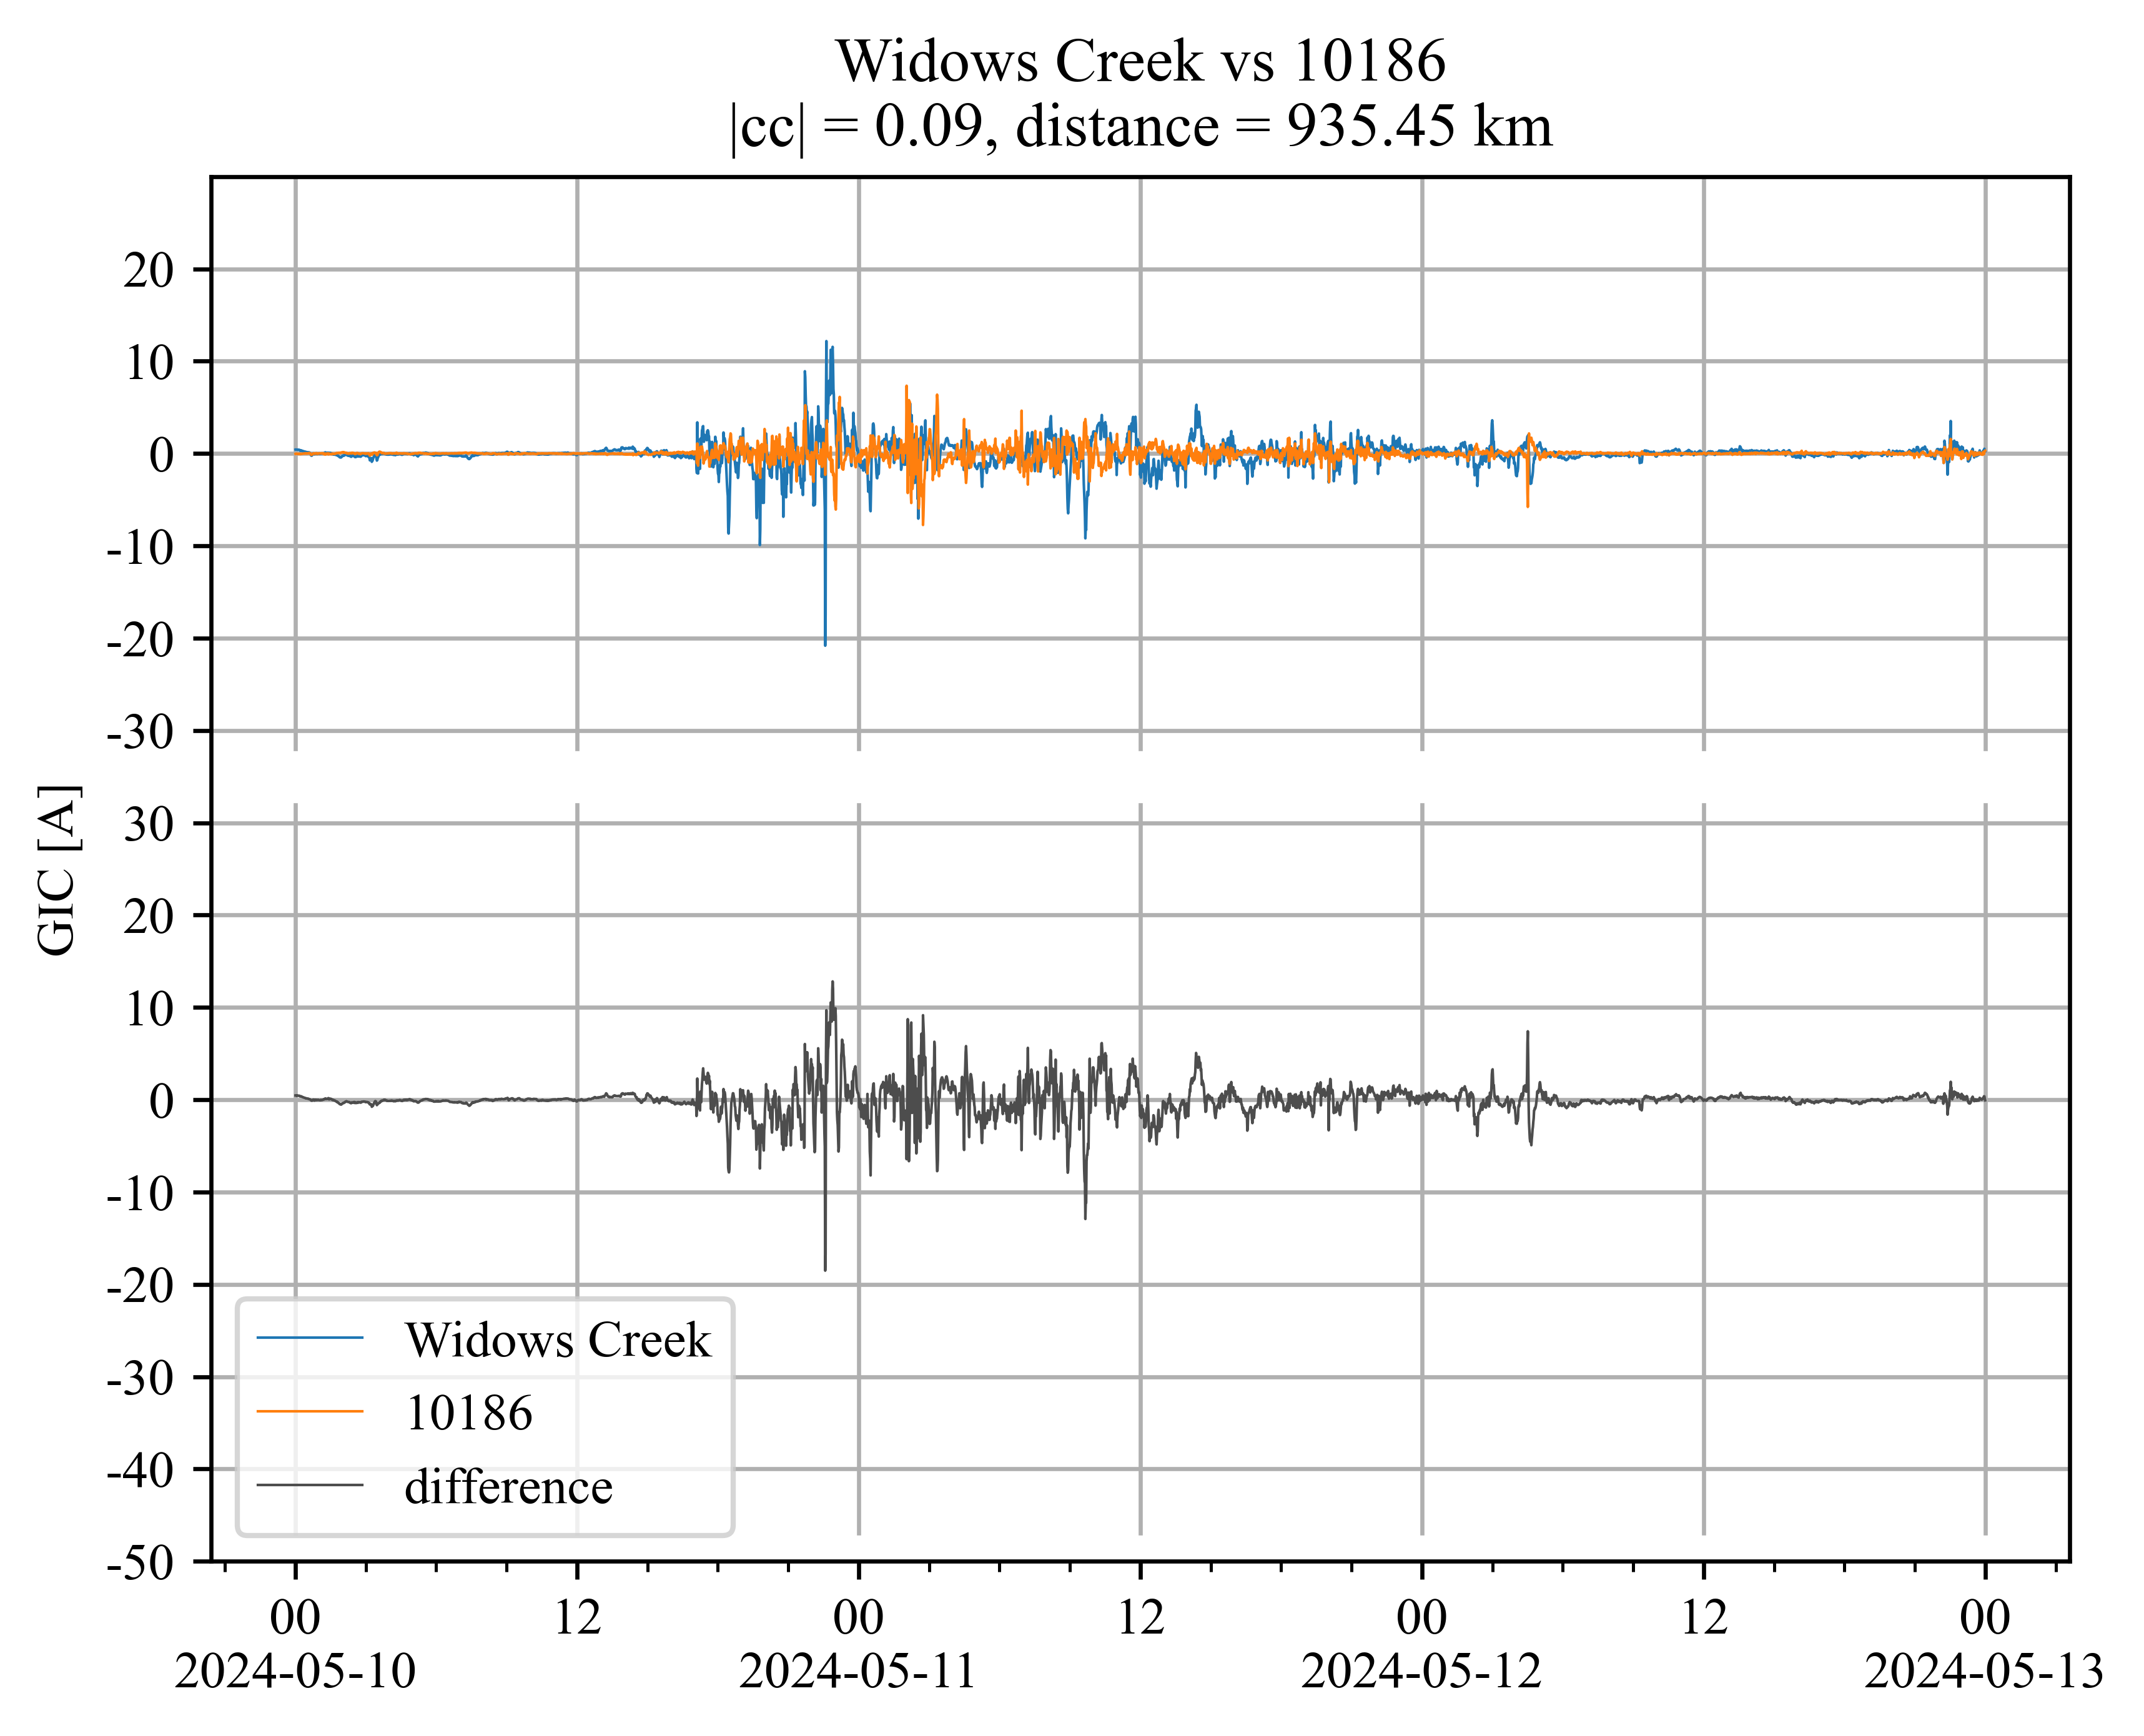 Widows Creek vs 10186
|cc| = 0.09, distance = 935.45 km
GIC [A]
20
10
0
-10
-20
-30
30
20
10
0
-10
-20
-30
-40
-50
Widows Creek
10186
difference
00 12 00 12 00 12 00
2024-05-10 2024-05-11 2024-05-12 2024-05-13